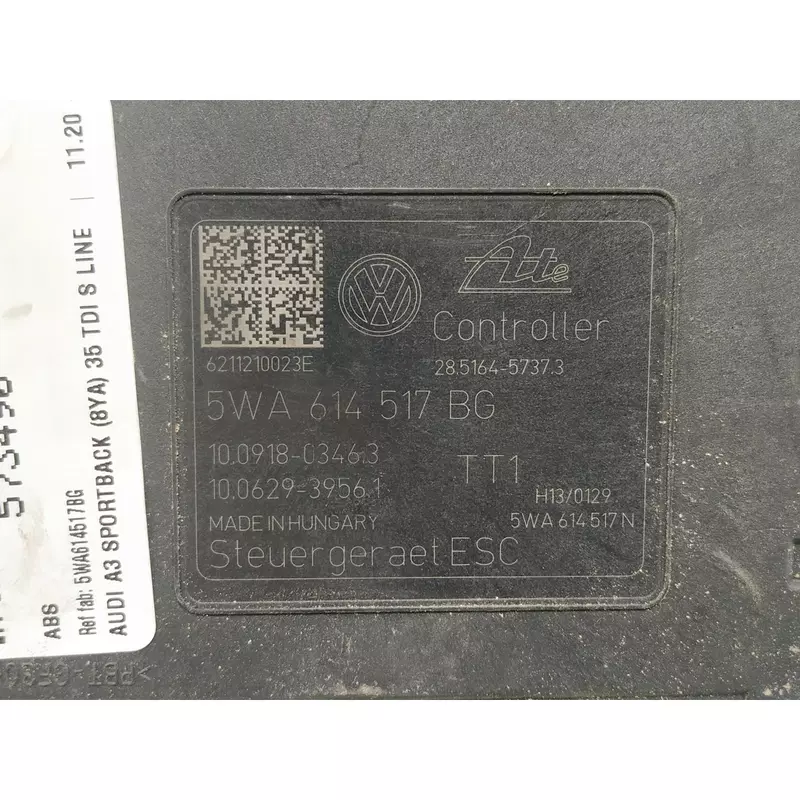 ABS
Ref fab: 5WA614517BG
AUDI A3 SPORTBACK (8YA) 35 TDI S LINE | 11.20
Ate
Controller
6211210023E
28.5164-5737.3
5WA 614 517 BG
10.0918-0346.3
10.0629-3956.1
TT1
H13/0129
MADE IN HUNGARY
5WA 614 517 N
Steuergeraet ESC